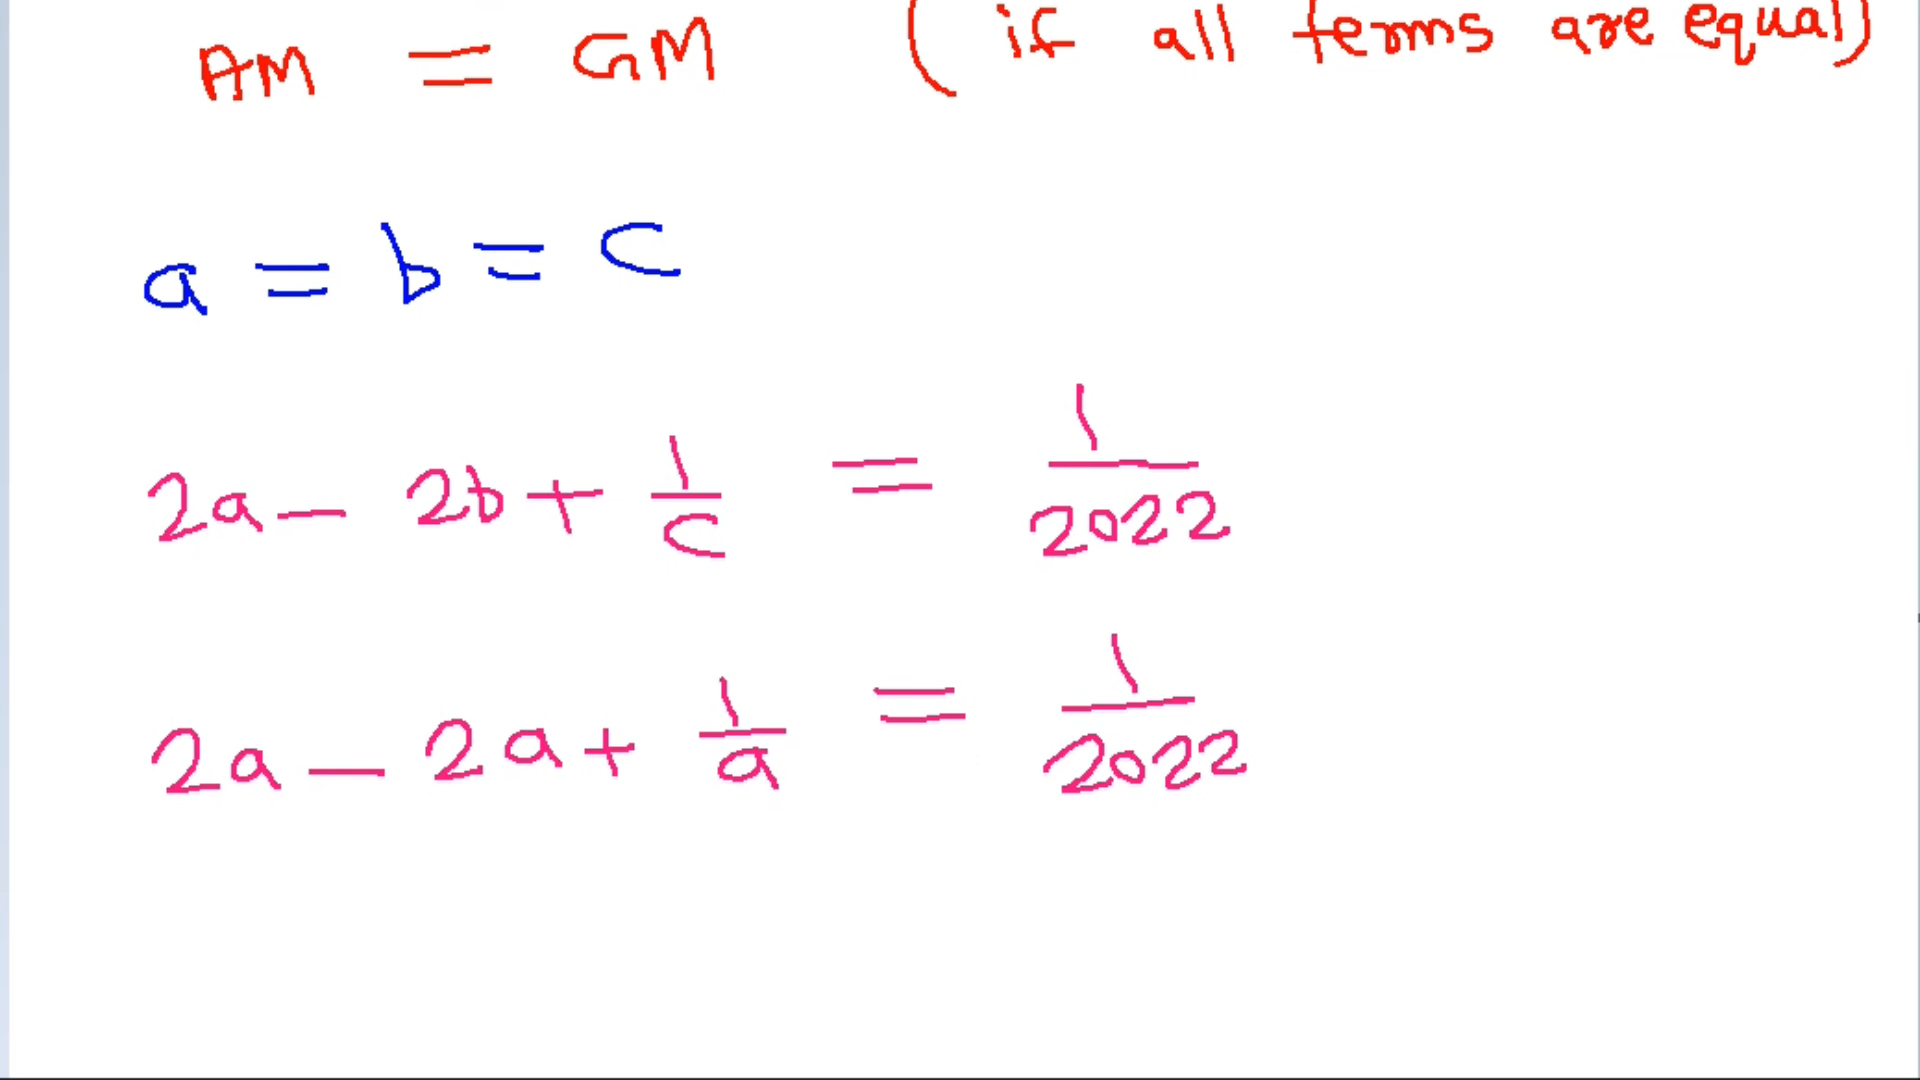 AM = GM (if all terms are equal)
a = b = c
2a - 2b + 1/c = 1/2022
2a - 2a + 1/a = 1/2022